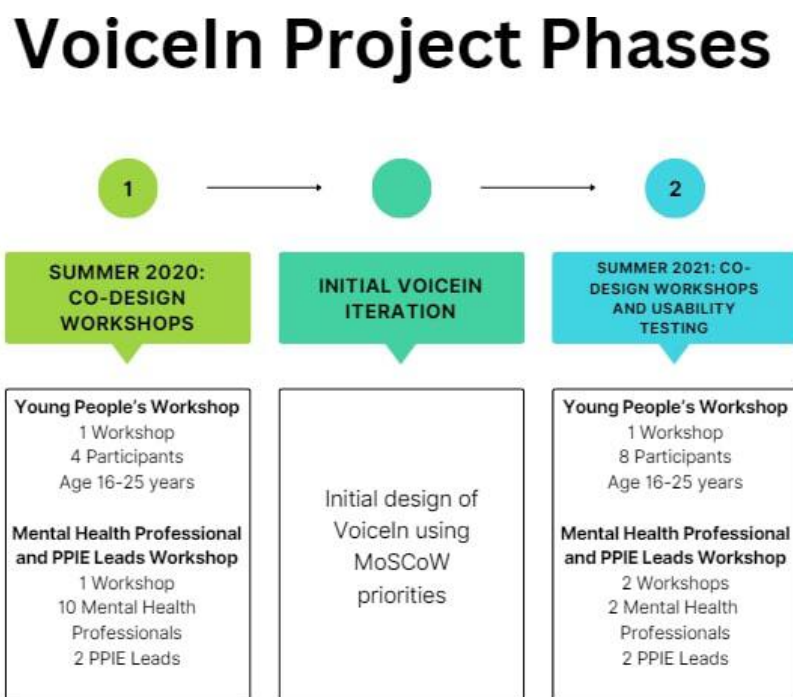 VoiceIn Project Phases
1
2
SUMMER 2020:
CO-DESIGN
WORKSHOPS
INITIAL VOICEIN
ITERATION
SUMMER 2021: CO-
DESIGN WORKSHOPS
AND USABILITY
TESTING
Young People's Workshop
1 Workshop
4 Participants
Age 16-25 years
Mental Health Professional
and PPIE Leads Workshop
1 Workshop
10 Mental Health
Professionals
2 PPIE Leads
Initial design of
VoiceIn using
MoSCoW
priorities
Young People's Workshop
1 Workshop
8 Participants
Age 16-25 years
Mental Health Professional
and PPIE Leads Workshop
2 Workshops
2 Mental Health
Professionals
2 PPIE Leads